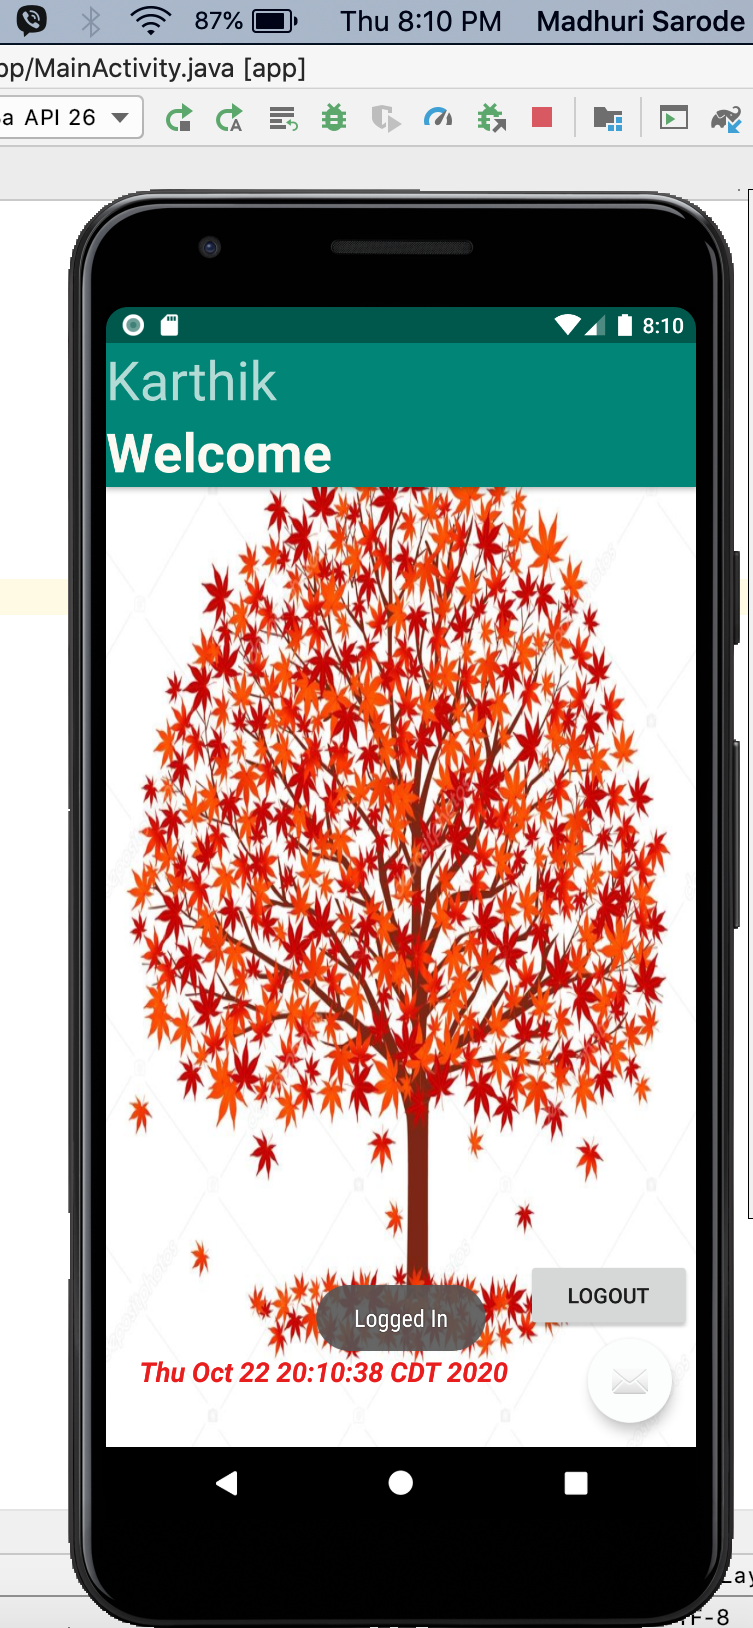 87% Thu 8:10 PM Madhuri Sarode
pp/MainActivity.java [app]
a API 26
8:10
Karthik
Welcome
LOGOUT
Logged In
Thu Oct 22 20:10:38 CDT 2020
Lay
TF-8